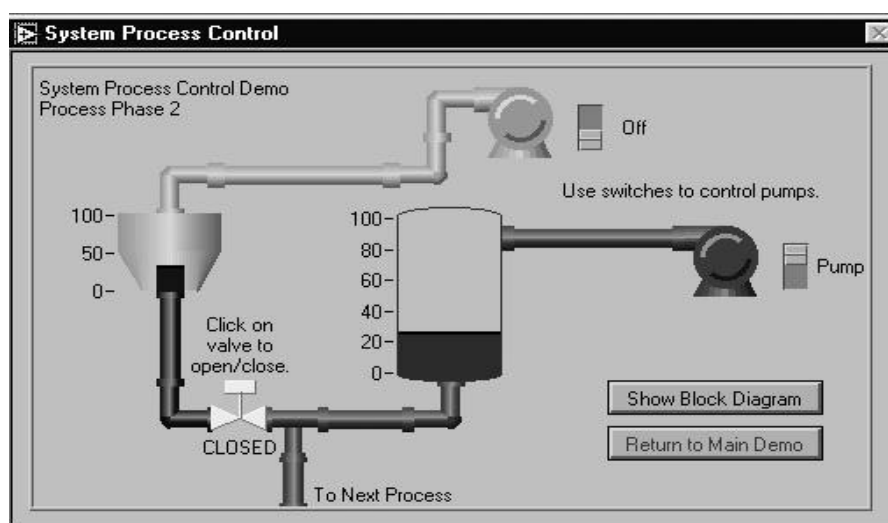 System Process Control
System Process Control Demo
Process Phase 2
Off
Use switches to control pumps.
100
50
0
100
80
60
40
20
0
Pump
Click on
valve to
open/close.
CLOSED
Show Block Diagram
Return to Main Demo
To Next Process